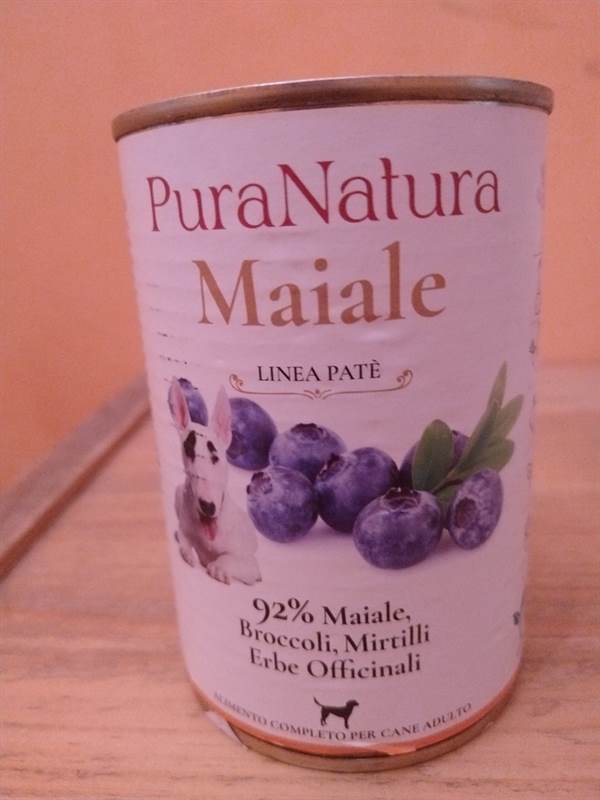 PuraNatura
Maiale
LINEA PATÈ
92% Maiale,
Broccoli, Mirtilli
Erbe Officinali
ALIMENTO COMPLETO PER CANE ADULTO